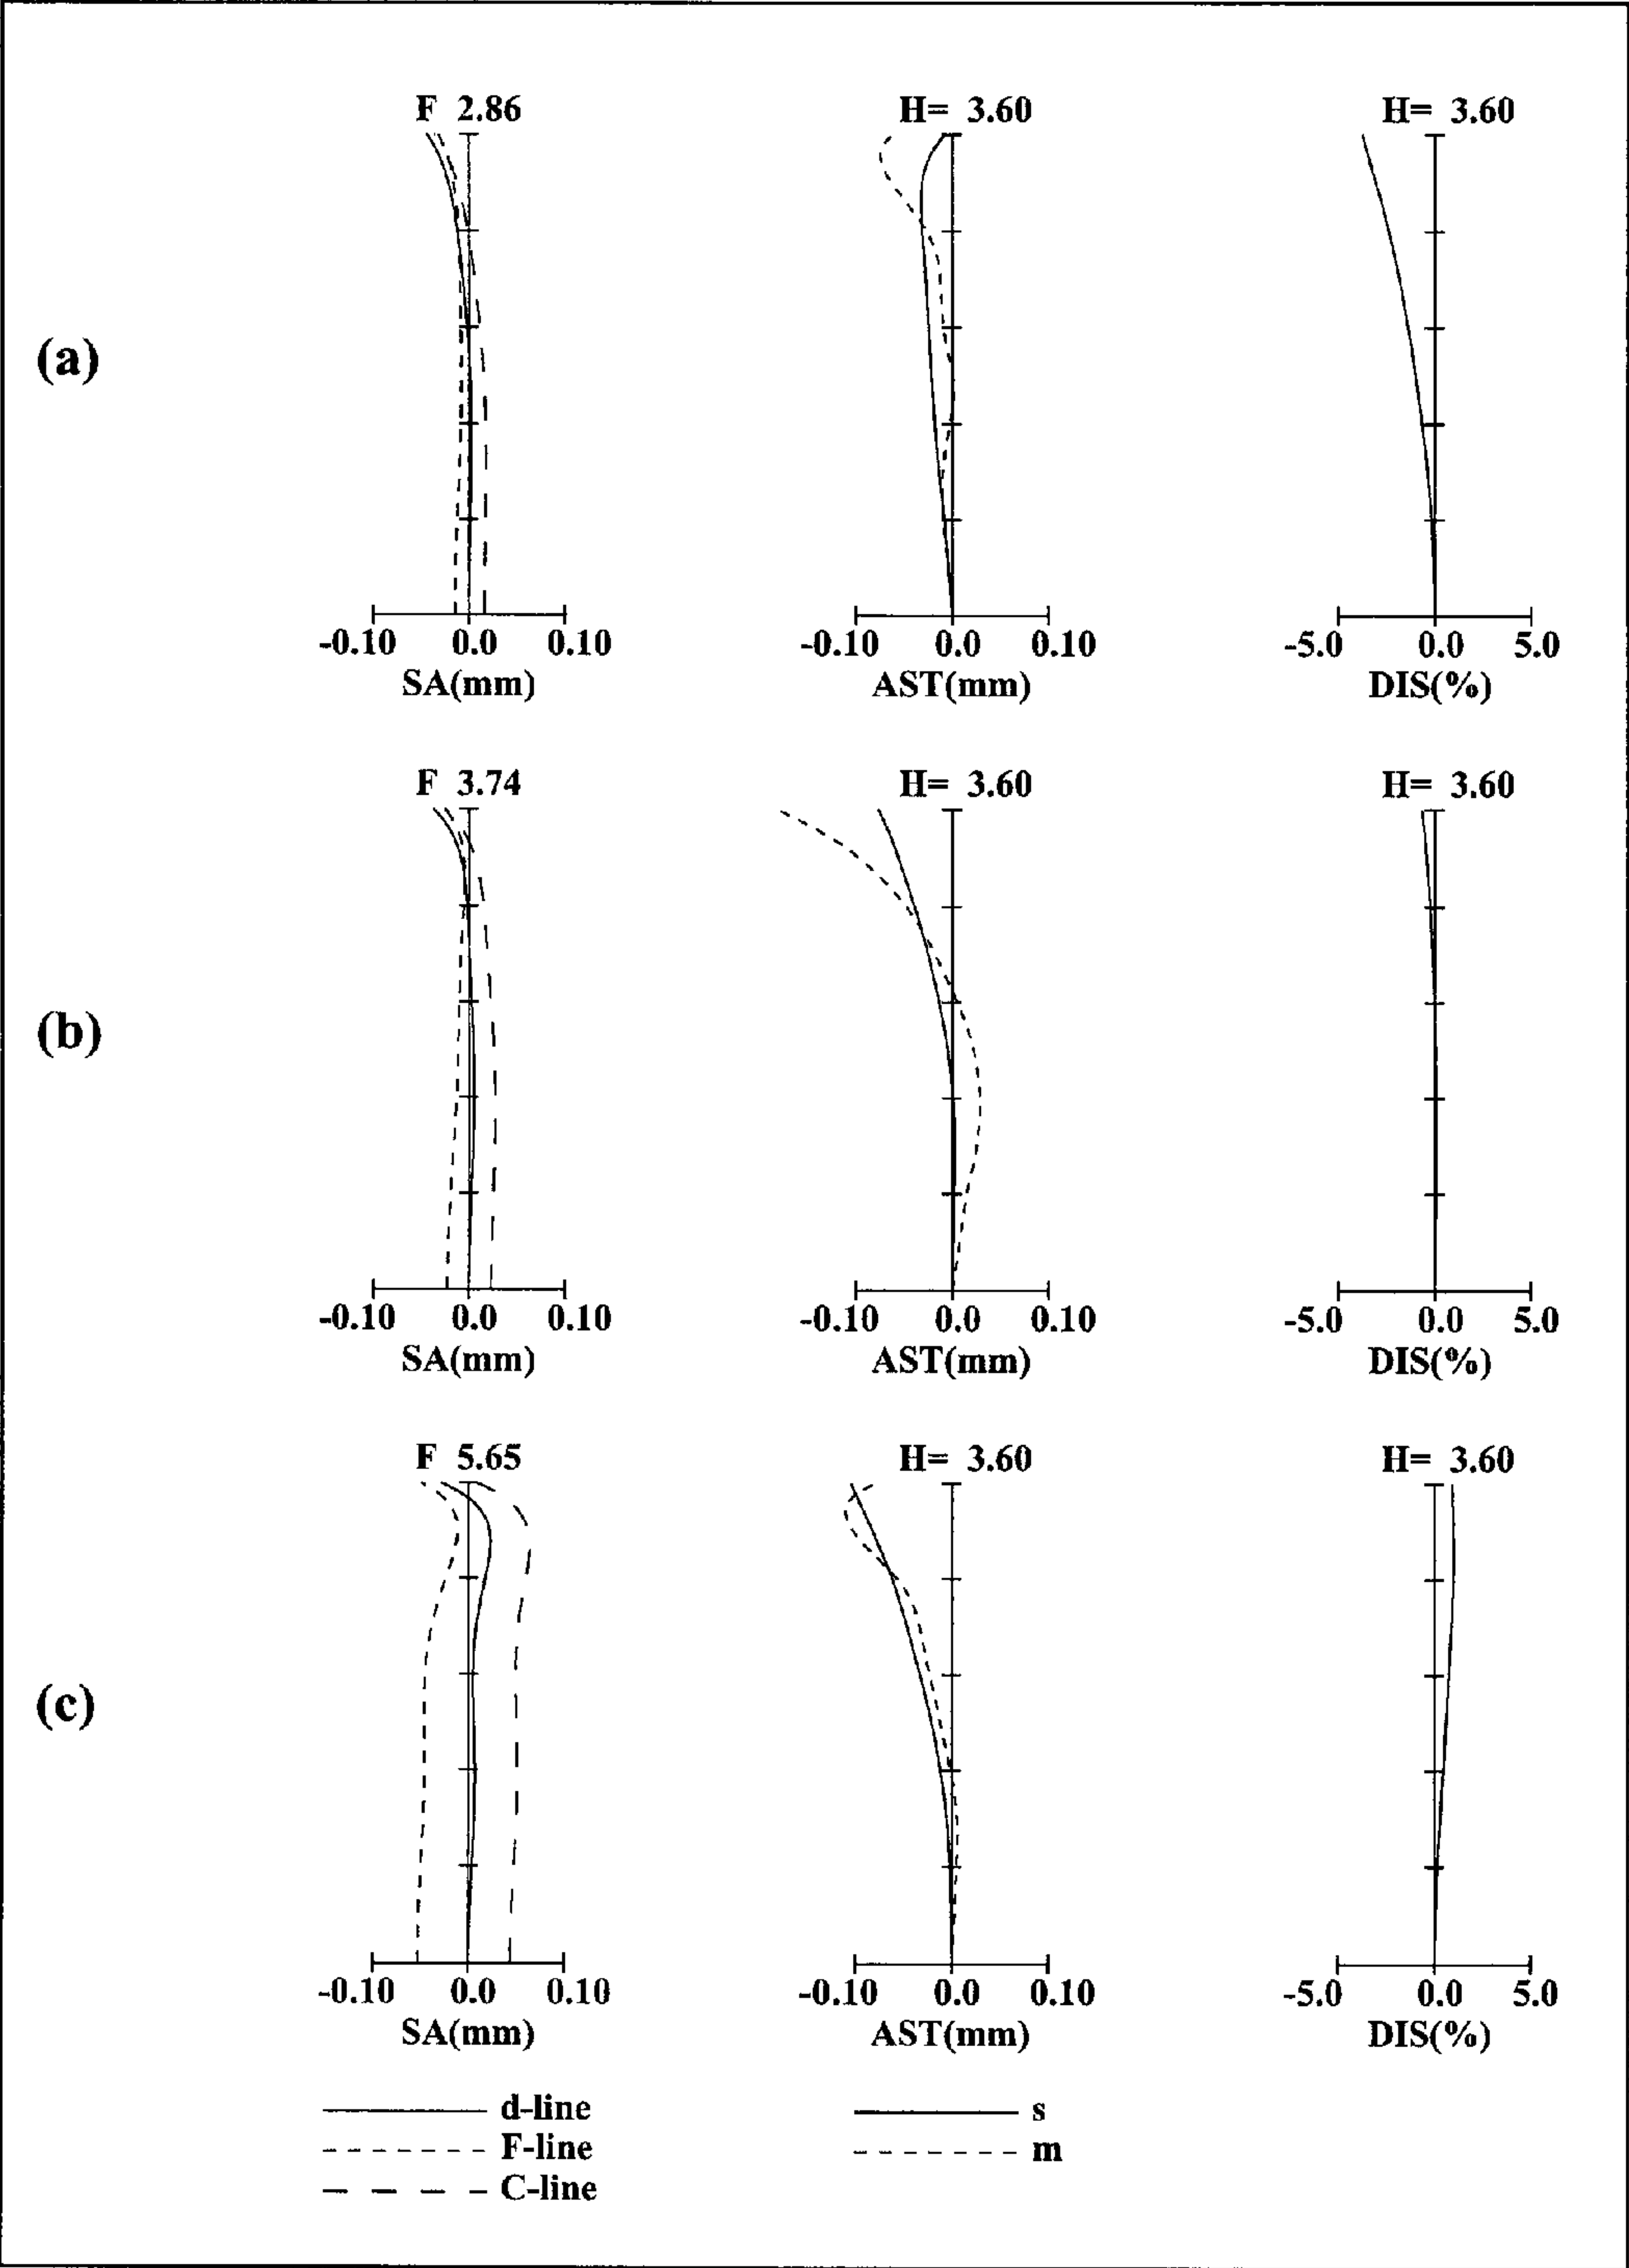 F 2.86 H= 3.60 H= 3.60
(a)
-0.10 0.0 0.10 -0.10 0.0 0.10 -5.0 0.0 5.0
SA(mm) AST(mm) DIS(%)
F 3.74 H= 3.60 H= 3.60
(b)
-0.10 0.0 0.10 -0.10 0.0 0.10 -5.0 0.0 5.0
SA(mm) AST(mm) DIS(%)
F 5.65 H= 3.60 H= 3.60
(c)
-0.10 0.0 0.10 -0.10 0.0 0.10 -5.0 0.0 5.0
SA(mm) AST(mm) DIS(%)
d-line s
F-line m
C-line